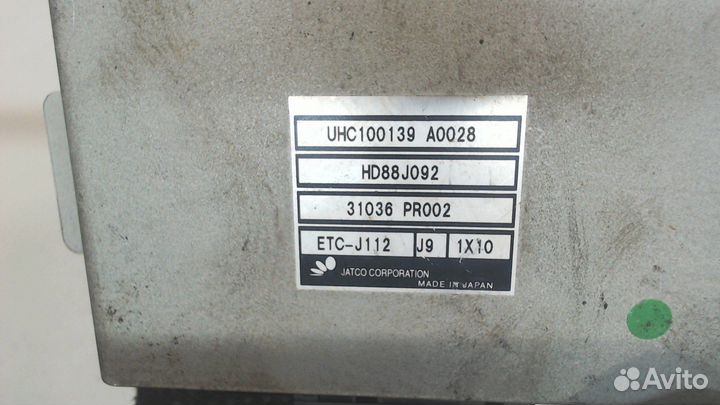 UHC100139 A0028
HD88J092
31036 PR002
ETC-J112 J9 1X10
JATCO CORPORATION
MADE IN JAPAN
Avito